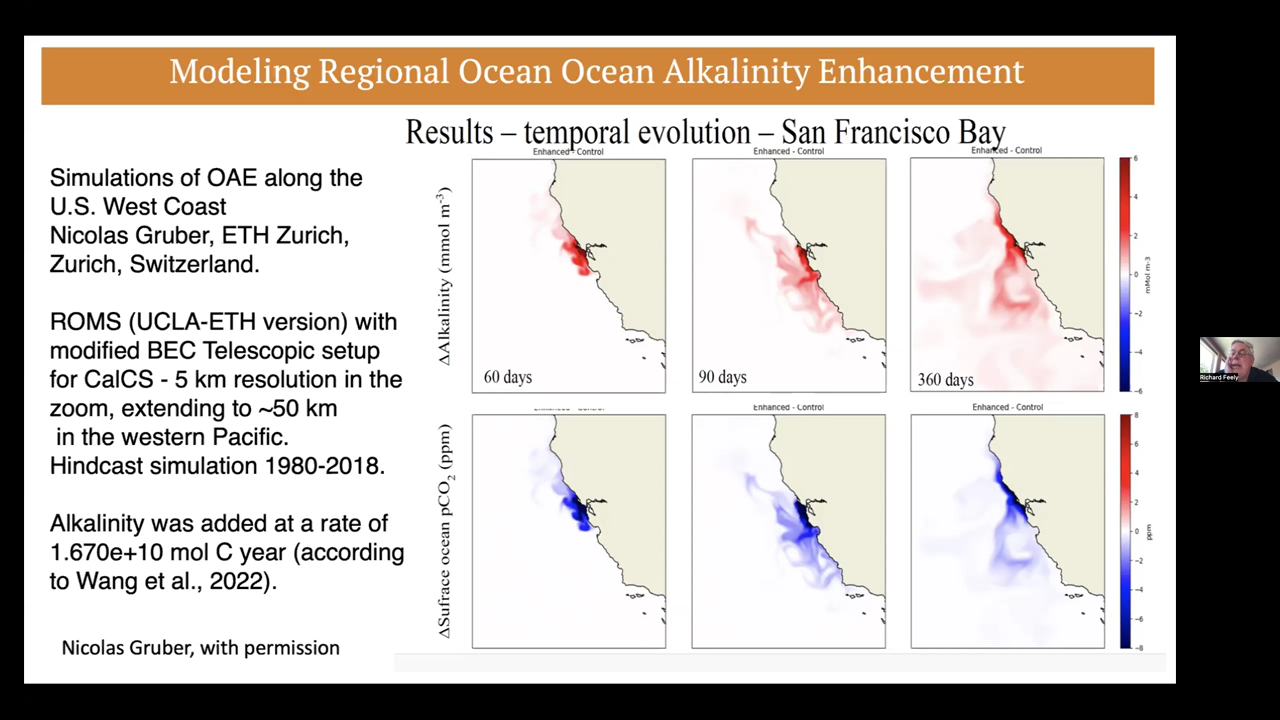 Modeling Regional Ocean Ocean Alkalinity Enhancement
Results – temporal evolution – San Francisco Bay
Simulations of OAE along the
U.S. West Coast
Nicolas Gruber, ETH Zurich,
Zurich, Switzerland.
ROMS (UCLA-ETH version) with
modified BEC Telescopic setup
for CalCS - 5 km resolution in the
zoom, extending to ~50 km
in the western Pacific.
Hindcast simulation 1980-2018.
Alkalinity was added at a rate of
1.670e+10 mol C year (according
to Wang et al., 2022).
Nicolas Gruber, with permission
Enhanced - Control
Enhanced - Control
Enhanced - Control
ΔAlkalinity (mmol m⁻³)
60 days
90 days
360 days
6
4
2
0
−2
−4
−6
mMol m-3
Enhanced - Control
Enhanced - Control
ΔSufrace ocean pCO₂ (ppm)
8
6
4
2
0
−2
−4
−6
−8
ppm
Richard Feely